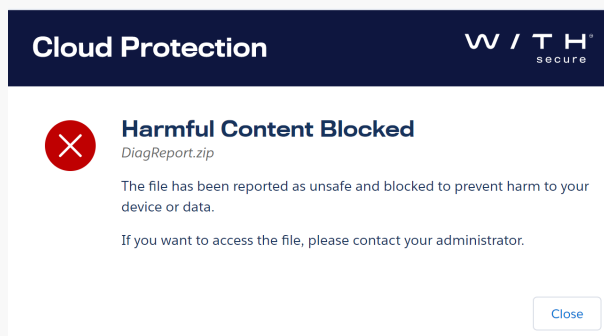 Cloud Protection
W / T H®
secure
Harmful Content Blocked
DiagReport.zip
The file has been reported as unsafe and blocked to prevent harm to your
device or data.
If you want to access the file, please contact your administrator.
Close